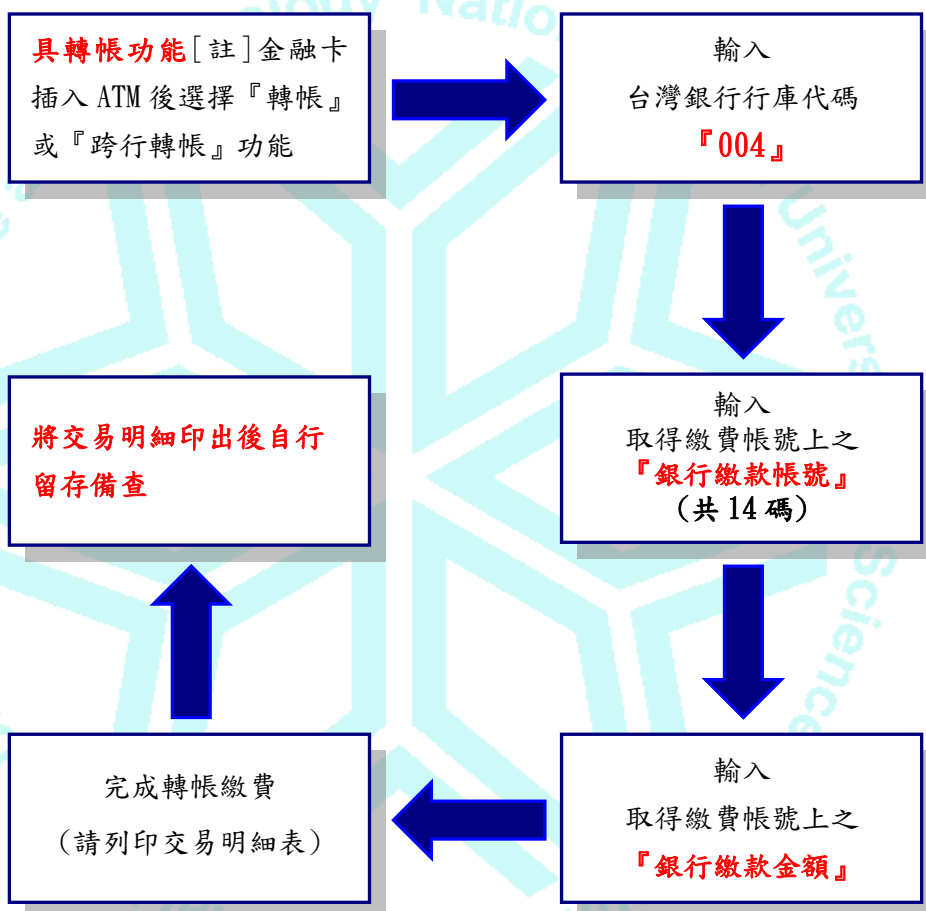 具轉帳功能[註]金融卡
插入 ATM 後選擇『轉帳』
或『跨行轉帳』功能
輸入
台灣銀行行庫代碼
『004』
輸入
取得繳費帳號上之
『銀行繳款帳號』
(共 14 碼)
輸入
取得繳費帳號上之
『銀行繳款金額』
完成轉帳繳費
(請列印交易明細表)
將交易明細印出後自行
留存備查
Natio
Univers
Science